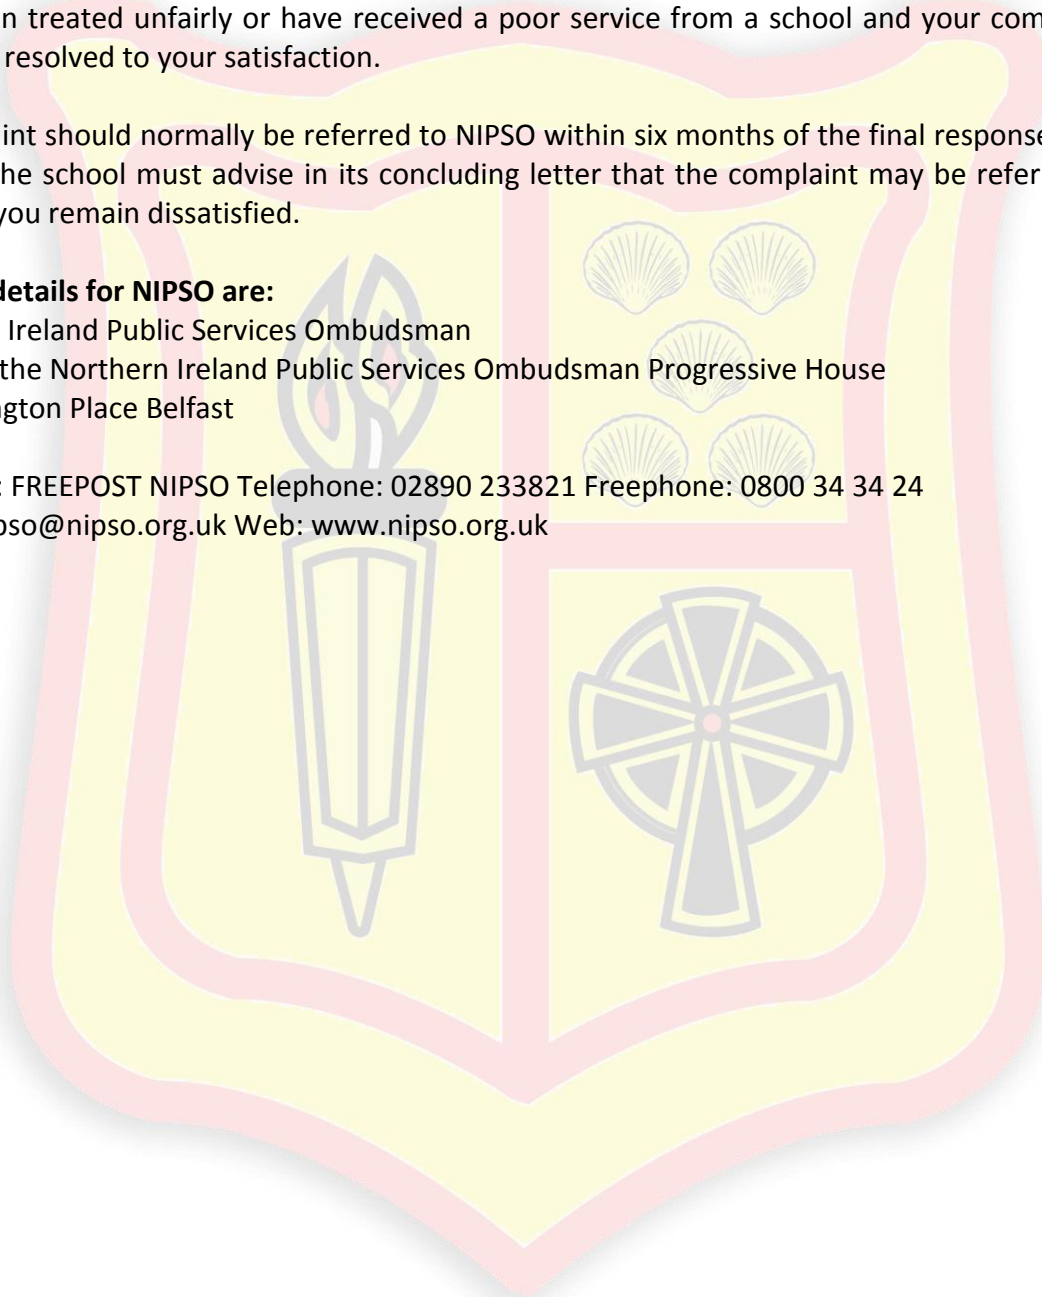 n treated unfairly or have received a poor service from a school and your com
resolved to your satisfaction.
int should normally be referred to NIPSO within six months of the final response
he school must advise in its concluding letter that the complaint may be refer
you remain dissatisfied.
details for NIPSO are:
Ireland Public Services Ombudsman
the Northern Ireland Public Services Ombudsman Progressive House
gton Place Belfast
: FREEPOST NIPSO Telephone: 02890 233821 Freephone: 0800 34 34 24
pso@nipso.org.uk Web: www.nipso.org.uk